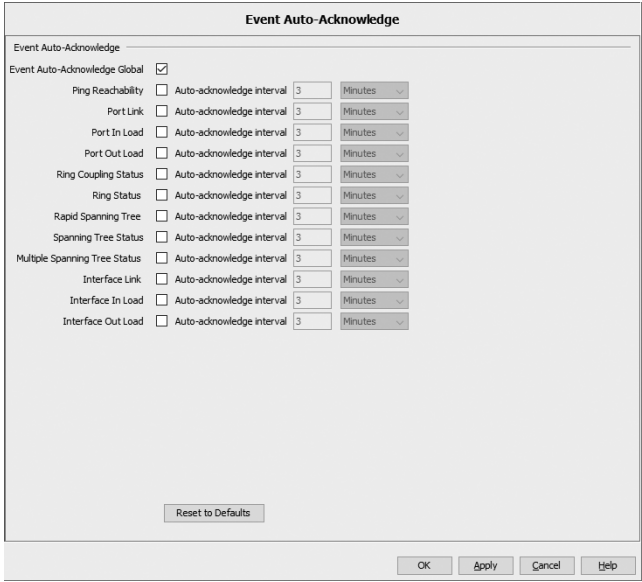 Event Auto-Acknowledge
Event Auto-Acknowledge
Event Auto-Acknowledge Global
Ping Reachability Auto-acknowledge interval 3 Minutes
Port Link Auto-acknowledge interval 3 Minutes
Port In Load Auto-acknowledge interval 3 Minutes
Port Out Load Auto-acknowledge interval 3 Minutes
Ring Coupling Status Auto-acknowledge interval 3 Minutes
Ring Status Auto-acknowledge interval 3 Minutes
Rapid Spanning Tree Auto-acknowledge interval 3 Minutes
Spanning Tree Status Auto-acknowledge interval 3 Minutes
Multiple Spanning Tree Status Auto-acknowledge interval 3 Minutes
Interface Link Auto-acknowledge interval 3 Minutes
Interface In Load Auto-acknowledge interval 3 Minutes
Interface Out Load Auto-acknowledge interval 3 Minutes
Reset to Defaults
OK Apply Cancel Help